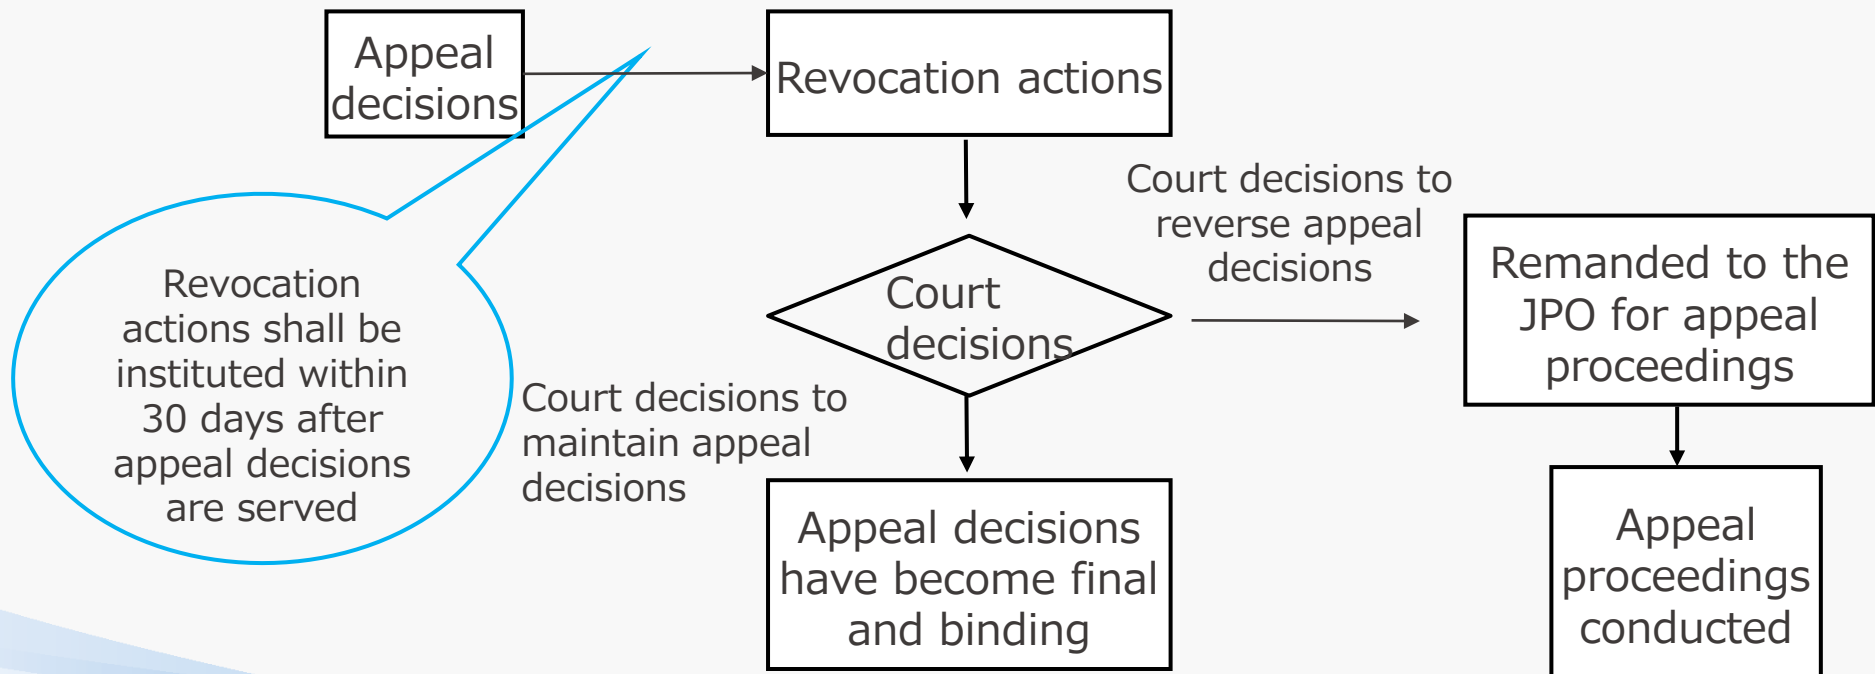 Appeal
decisions
Revocation actions
Revocation
actions shall be
instituted within
30 days after
appeal decisions
are served
Court
decisions
Court decisions to
reverse appeal
decisions
Remanded to the
JPO for appeal
proceedings
Court decisions to
maintain appeal
decisions
Appeal decisions
have become final
and binding
Appeal
proceedings
conducted